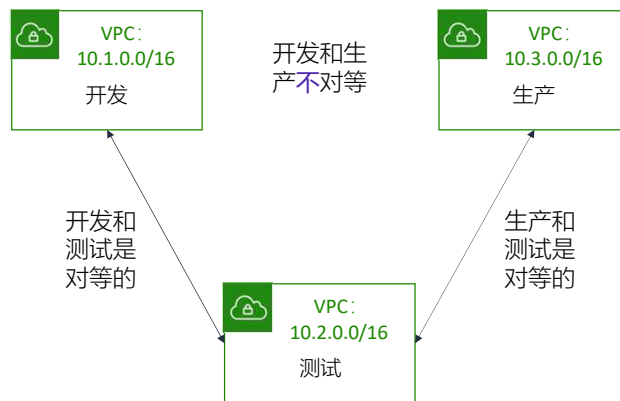 VPC：
10.1.0.0/16
开发
开发和生
产不对等
VPC：
10.3.0.0/16
生产
开发和
测试是
对等的
生产和
测试是
对等的
VPC：
10.2.0.0/16
测试